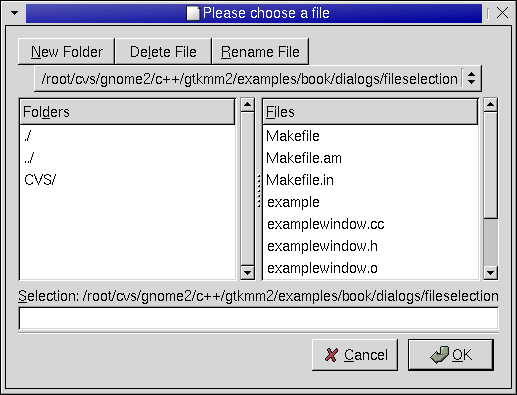 Please choose a file
New Folder Delete File Rename File
/root/cvs/gnome2/c++/gtkmm2/examples/book/dialogs/fileselection
Folders
./
../
CVS/
Files
Makefile
Makefile.am
Makefile.in
example
examplewindow.cc
examplewindow.h
examplewindow.o
Selection: /root/cvs/gnome2/c++/gtkmm2/examples/book/dialogs/fileselection
Cancel OK